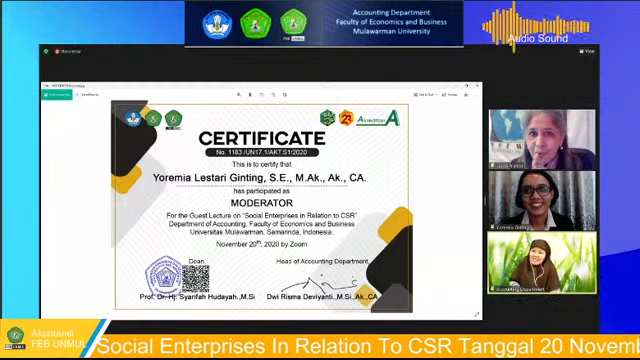 Accounting Department
Faculty of Economics and Business
Mulawarman University
Audio Sound
View
Akreditasi A
CERTIFICATE
No. 1183 /UN17.1/AKT.S1/2020
This is to certify that
Yoremia Lestari Ginting, S.E., M.Ak., Ak., CA.
has participated as
MODERATOR
For the Guest Lecture on "Social Enterprises in Relation to CSR"
Department of Accounting, Faculty of Economics and Business
Universitas Mulawarman, Samarinda, Indonesia.
November 20th, 2020 by Zoom
Dean,
Head of Accounting Department
Prof. Dr. Hj. Syarifah Hudayah,.M.Si
Dwi Risma Deviyanti,.M.Si,.Ak,.CA
Accounting Department
Akuntansi
FEB UNMUL
Social Enterprises In Relation To CSR Tanggal 20 Novem